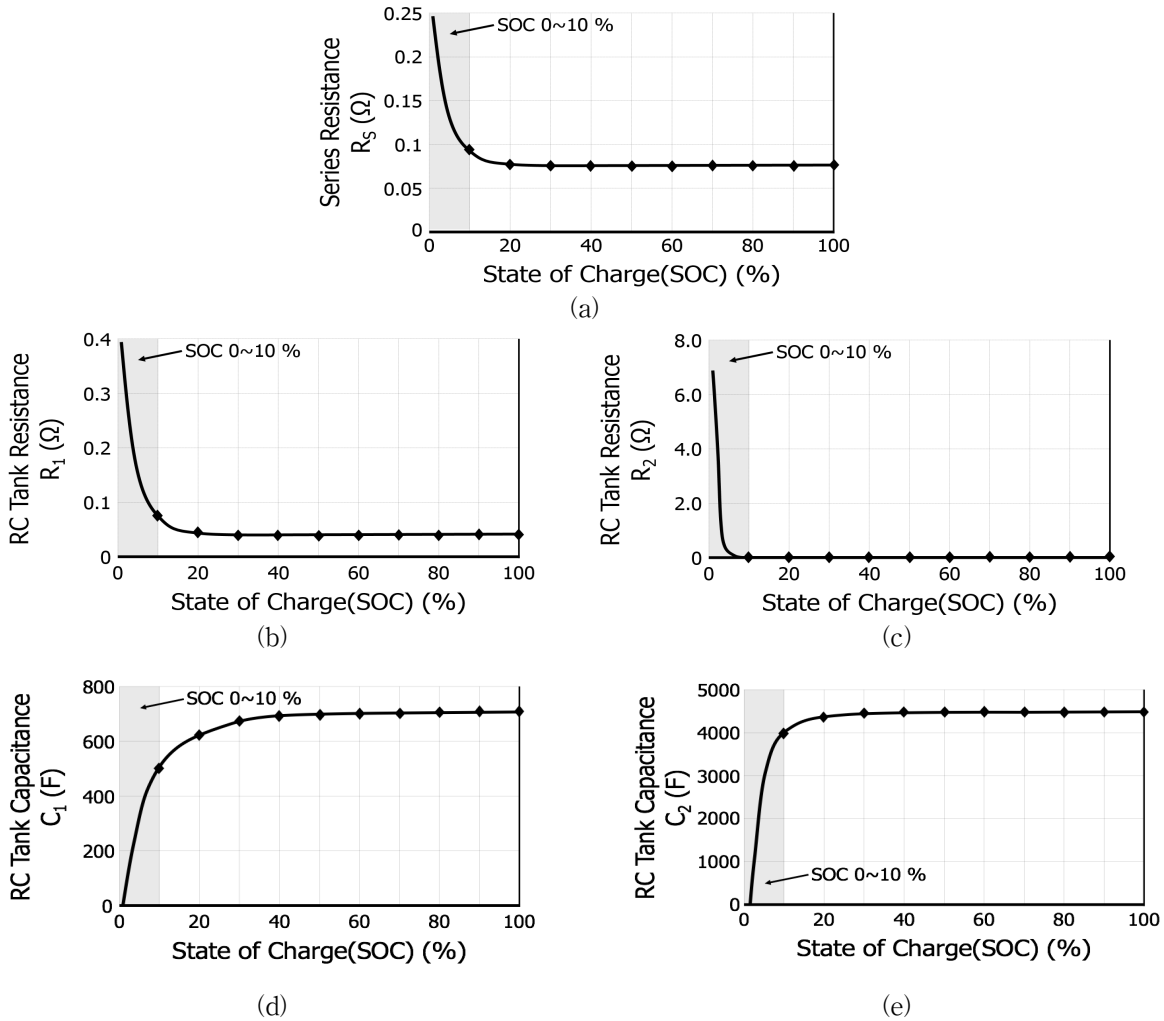 0.25
0.2
0.15
0.1
0.05
0
Series Resistance
R_S (Ω)
SOC 0~10 %
0 20 40 60 80 100
State of Charge(SOC) (%)
(a)
0.4
0.3
0.2
0.1
0
RC Tank Resistance
R_1 (Ω)
SOC 0~10 %
0 20 40 60 80 100
State of Charge(SOC) (%)
(b)
8.0
6.0
4.0
2.0
0
RC Tank Resistance
R_2 (Ω)
SOC 0~10 %
0 20 40 60 80 100
State of Charge(SOC) (%)
(c)
800
600
400
200
0
RC Tank Capacitance
C_1 (F)
SOC 0~10 %
0 20 40 60 80 100
State of Charge(SOC) (%)
(d)
5000
4000
3000
2000
1000
0
RC Tank Capacitance
C_2 (F)
SOC 0~10 %
0 20 40 60 80 100
State of Charge(SOC) (%)
(e)